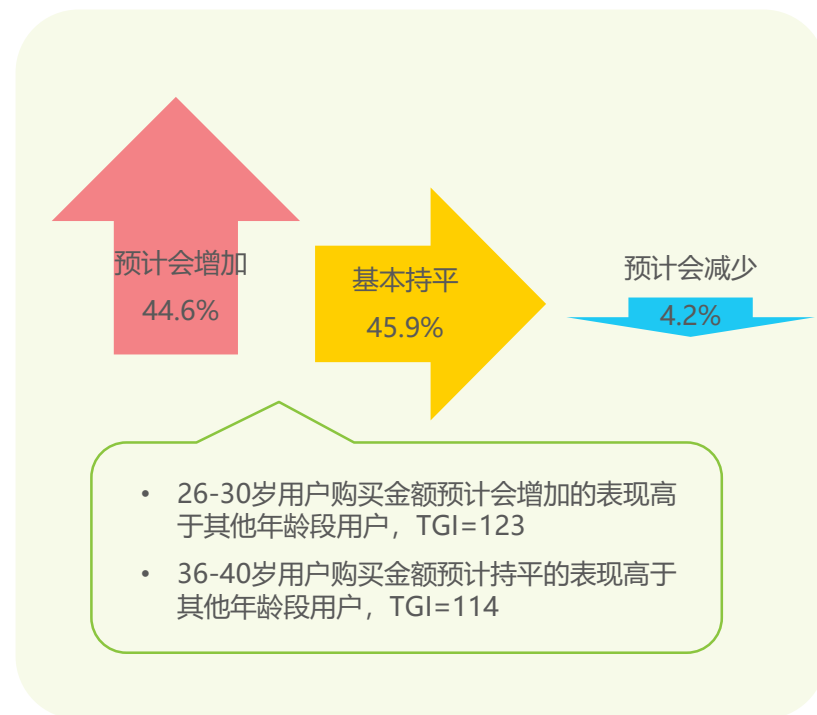 预计会增加
44.6%
基本持平
45.9%
预计会减少
4.2%
• 26-30岁用户购买金额预计会增加的表现高
于其他年龄段用户，TGI=123
• 36-40岁用户购买金额预计持平的表现高于
其他年龄段用户，TGI=114